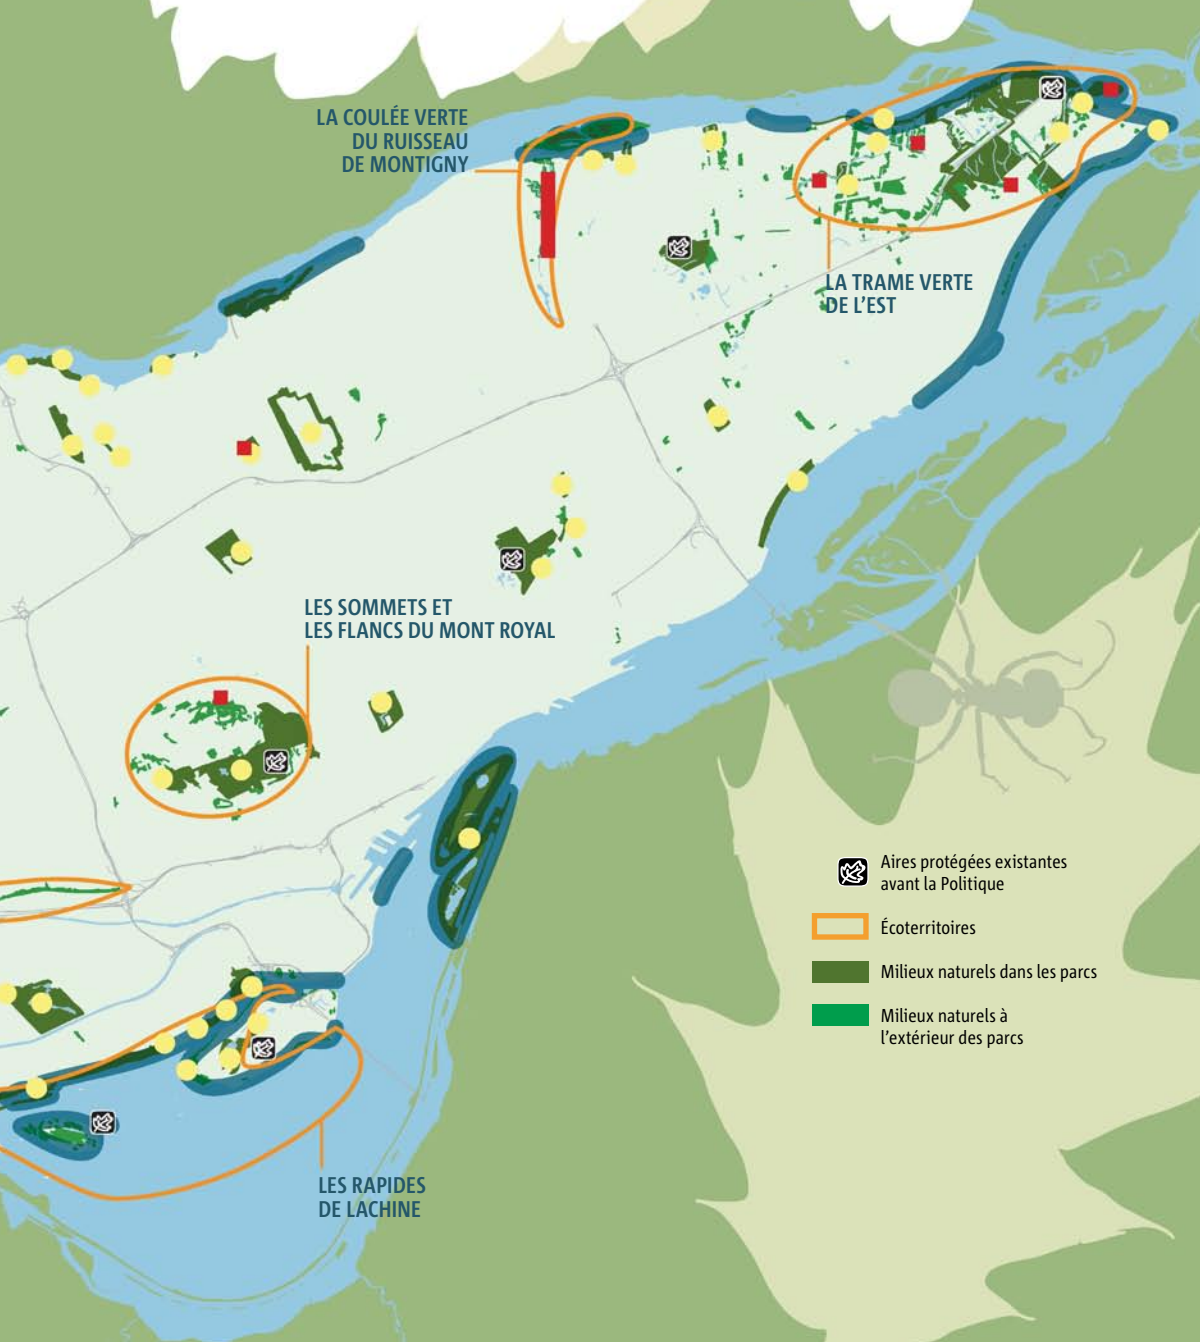 LA COULÉE VERTE
DU RUISSEAU
DE MONTIGNY
LA TRAME VERTE
DE L'EST
LES SOMMETS ET
LES FLANCS DU MONT ROYAL
Aires protégées existantes
avant la Politique
Écoterritoires
Milieux naturels dans les parcs
Milieux naturels à
l'extérieur des parcs
LES RAPIDES
DE LACHINE